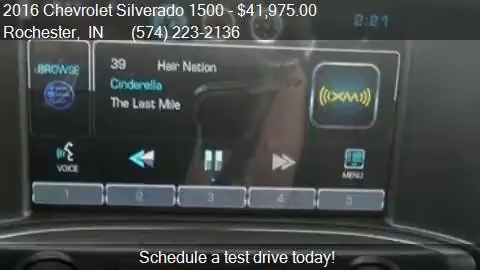 2016 Chevrolet Silverado 1500 - $41,975.00
Rochester, IN (574) 223-2136
2:21
39 Hair Nation
BROWSE
Cinderella
The Last Mile
((XM))
VOICE
MENU
1 2 3 4 5
Schedule a test drive today!